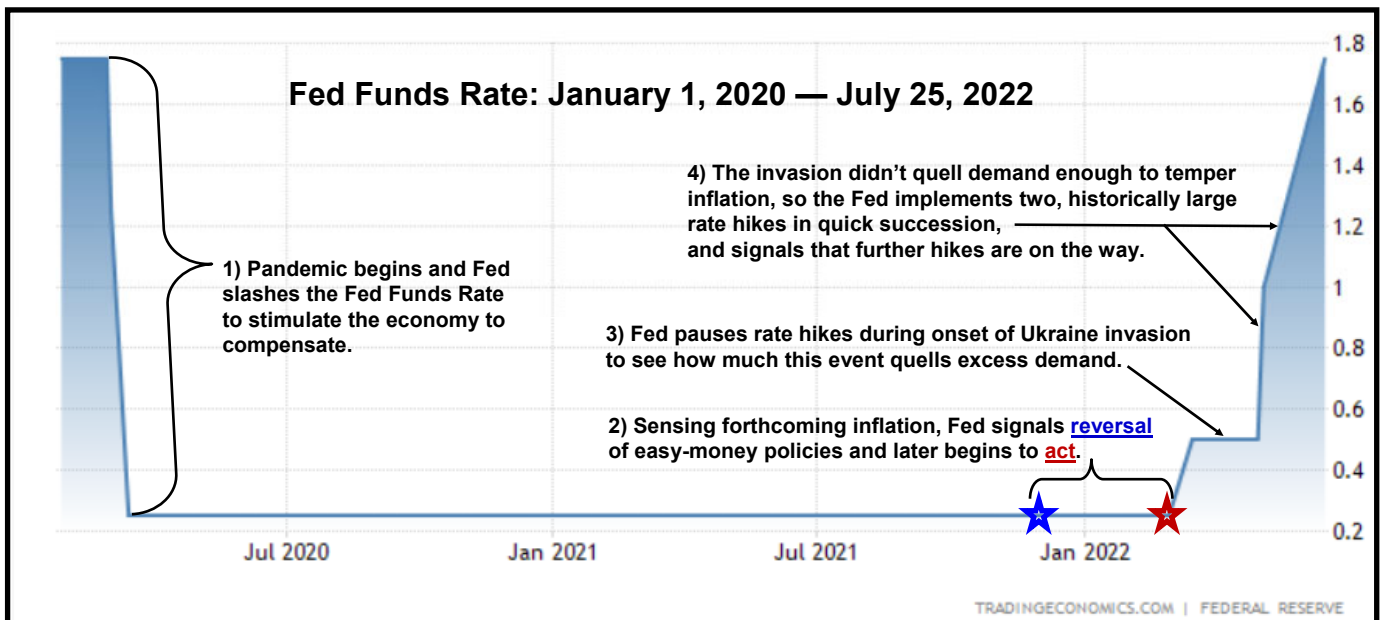 Fed Funds Rate: January 1, 2020 — July 25, 2022
1.8
1.6
1.4
1.2
1
0.8
0.6
0.4
0.2
4) The invasion didn't quell demand enough to temper
inflation, so the Fed implements two, historically large
rate hikes in quick succession,
and signals that further hikes are on the way.
1) Pandemic begins and Fed
slashes the Fed Funds Rate
to stimulate the economy to
compensate.
3) Fed pauses rate hikes during onset of Ukraine invasion
to see how much this event quells excess demand.
2) Sensing forthcoming inflation, Fed signals reversal
of easy-money policies and later begins to act.
Jul 2020
Jan 2021
Jul 2021
Jan 2022
TRADINGECONOMICS.COM | FEDERAL RESERVE